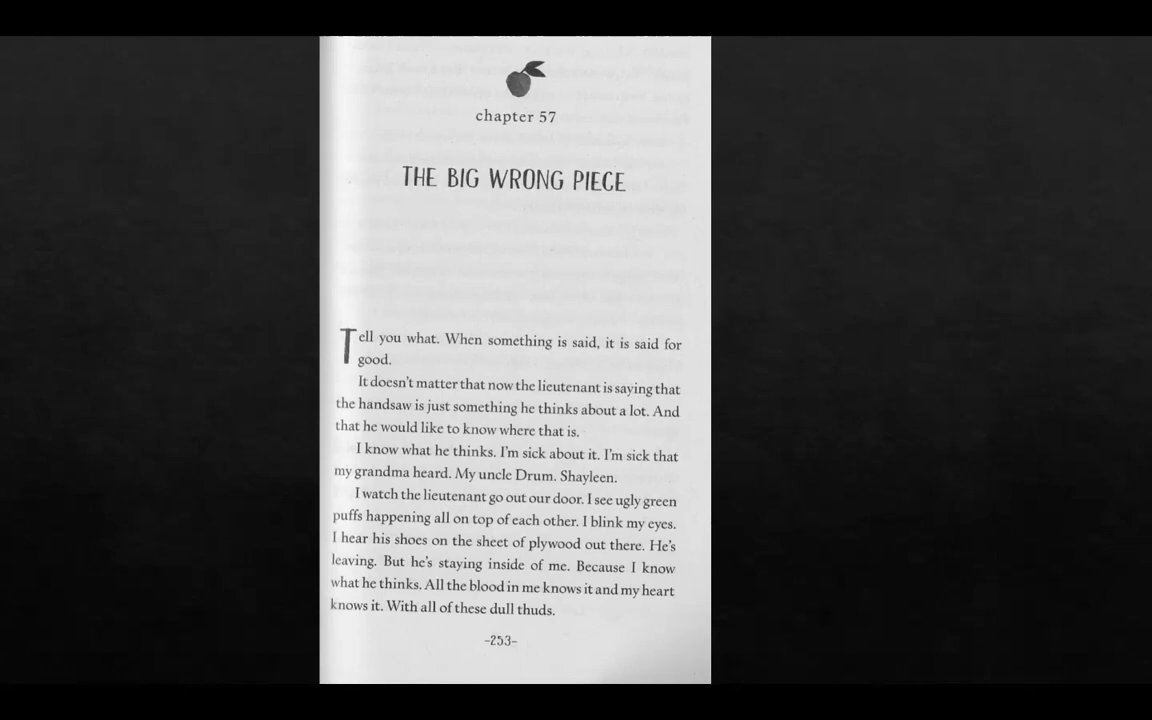 chapter 57
THE BIG WRONG PIECE
Tell you what. When something is said, it is said for
good.
It doesn't matter that now the lieutenant is saying that
the handsaw is just something he thinks about a lot. And
that he would like to know where that is.
I know what he thinks. I'm sick about it. I'm sick that
my grandma heard. My uncle Drum. Shayleen.
I watch the lieutenant go out our door. I see ugly green
puffs happening all on top of each other. I blink my eyes.
I hear his shoes on the sheet of plywood out there. He's
leaving. But he's staying inside of me. Because I know
what he thinks. All the blood in me knows it and my heart
knows it. With all of these dull thuds.
-253-